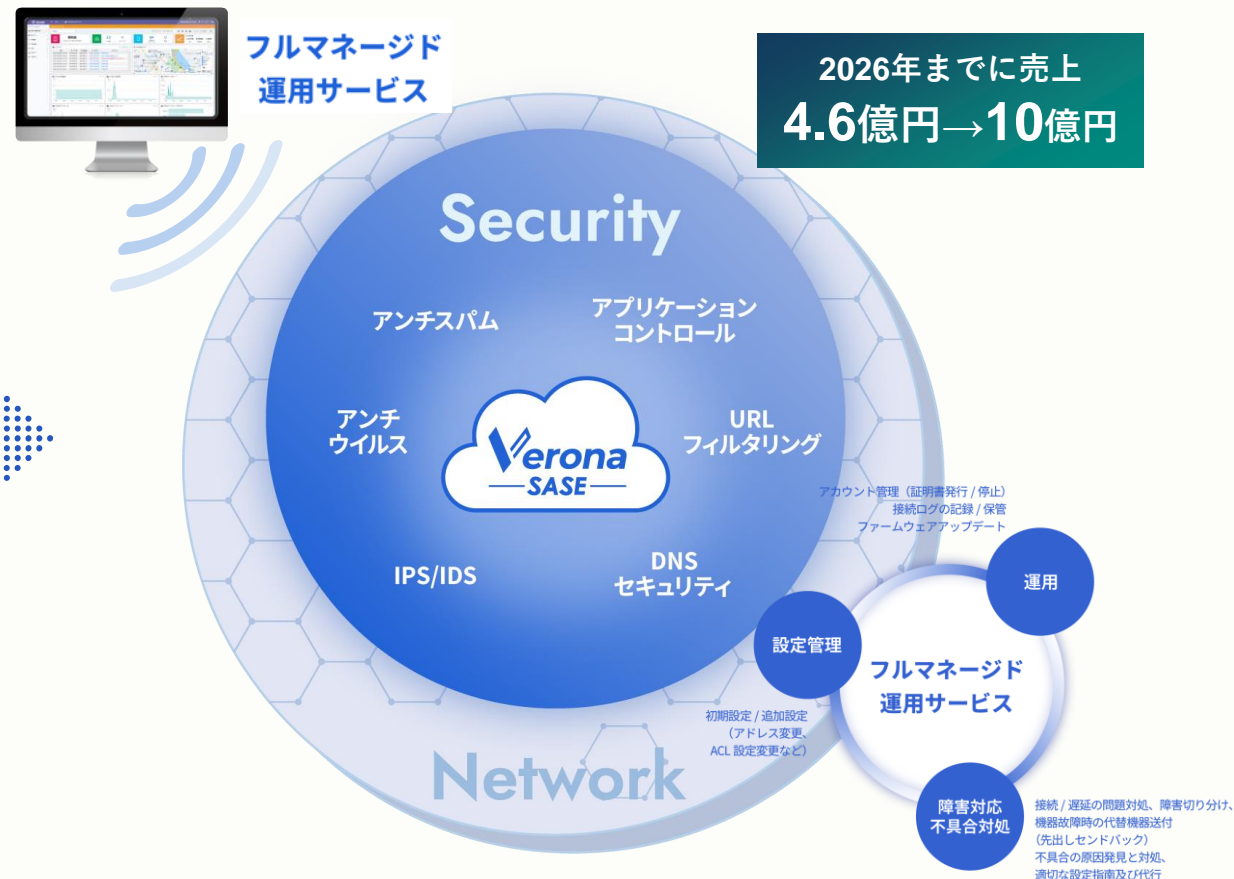 フルマネージド
運用サービス
2026年までに売上
4.6億円→10億円
Security
アンチスパム
アプリケーション
コントロール
アンチ
ウイルス
Verona
SASE
URL
フィルタリング
IPS/IDS
DNS
セキュリティ
Network
アカウント管理（証明書発行 / 停止）
接続ログの記録 / 保管
ファームウェアアップデート
運用
設定管理
フルマネージド
運用サービス
初期設定 / 追加設定
（アドレス変更、
ACL 設定変更など）
障害対応
不具合対処
接続 / 遅延の問題対処、障害切り分け、
機器故障時の代替機器送付
（先出しセンドバック）
不具合の原因発見と対処、
適切な設定指南及び代行